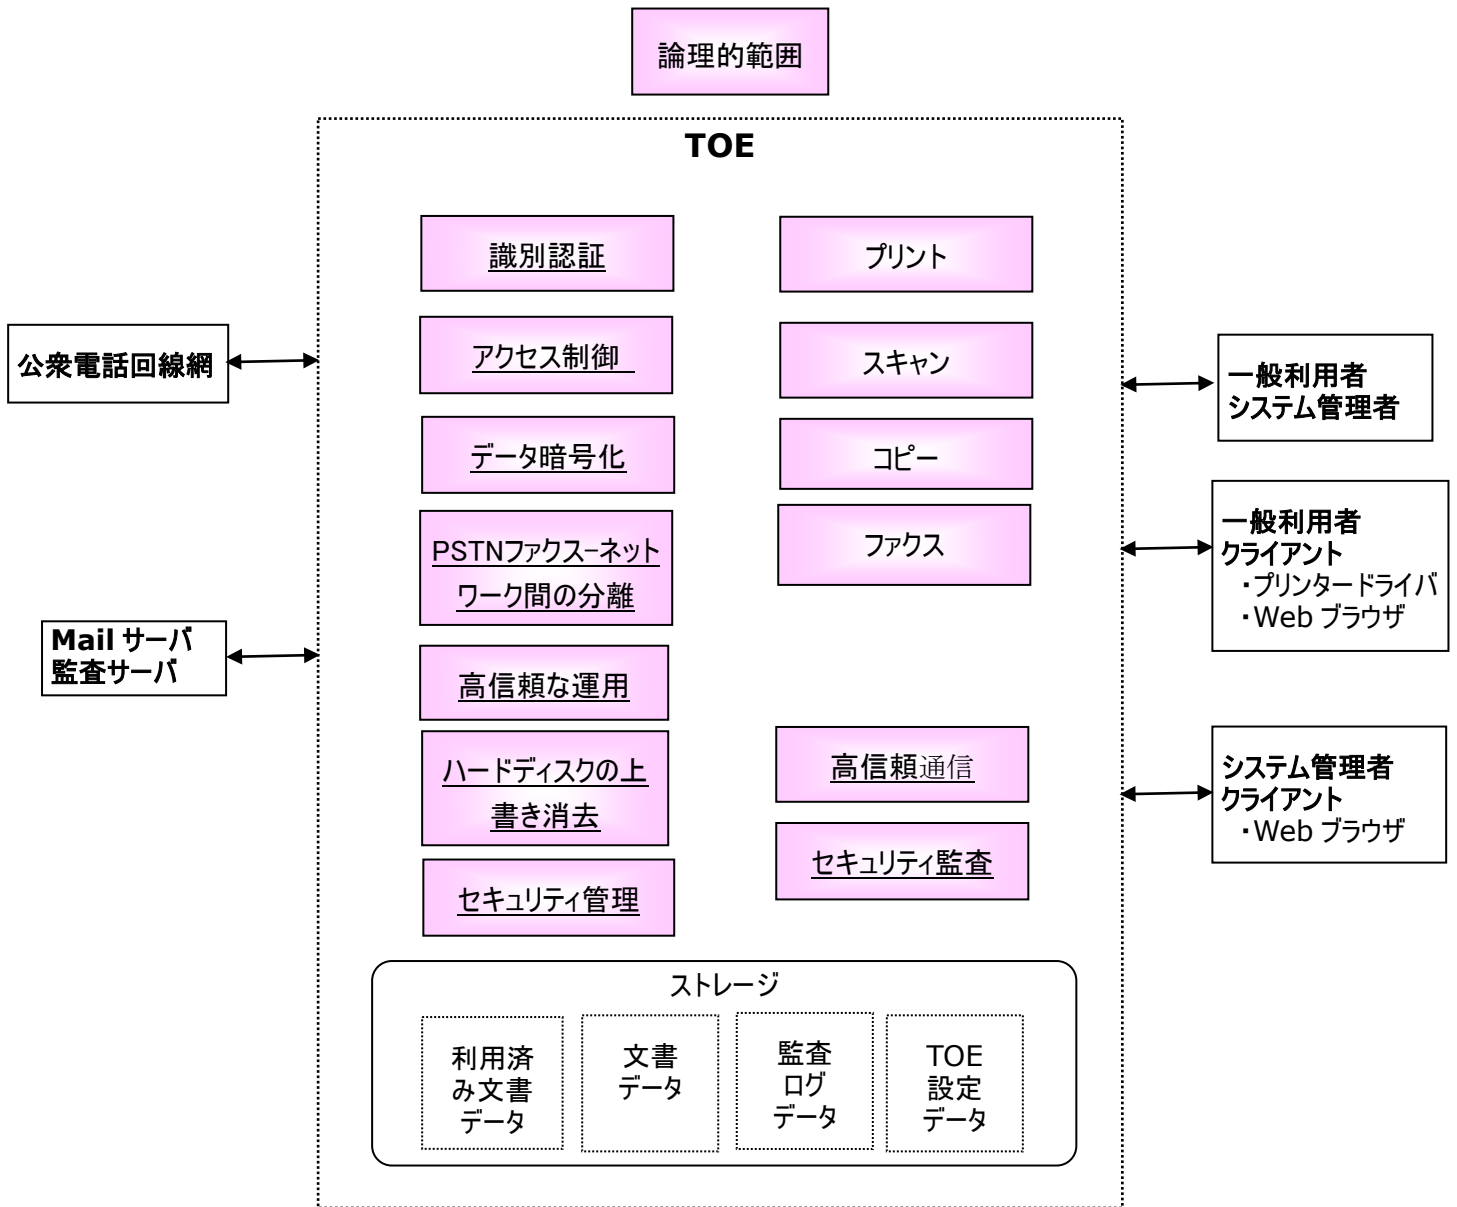 論理的範囲
TOE
識別認証
プリント
アクセス制御
スキャン
データ暗号化
コピー
PSTNファクス–ネット
ワーク間の分離
ファクス
高信頼な運用
ハードディスクの上
書き消去
高信頼通信
セキュリティ管理
セキュリティ監査
公衆電話回線網
Mail サーバ
監査サーバ
一般利用者
システム管理者
一般利用者
クライアント
・プリンタードライバ
・Web ブラウザ
システム管理者
クライアント
・Web ブラウザ
ストレージ
利用済
み文書
データ
文書
データ
監査
ログ
データ
TOE
設定
データ